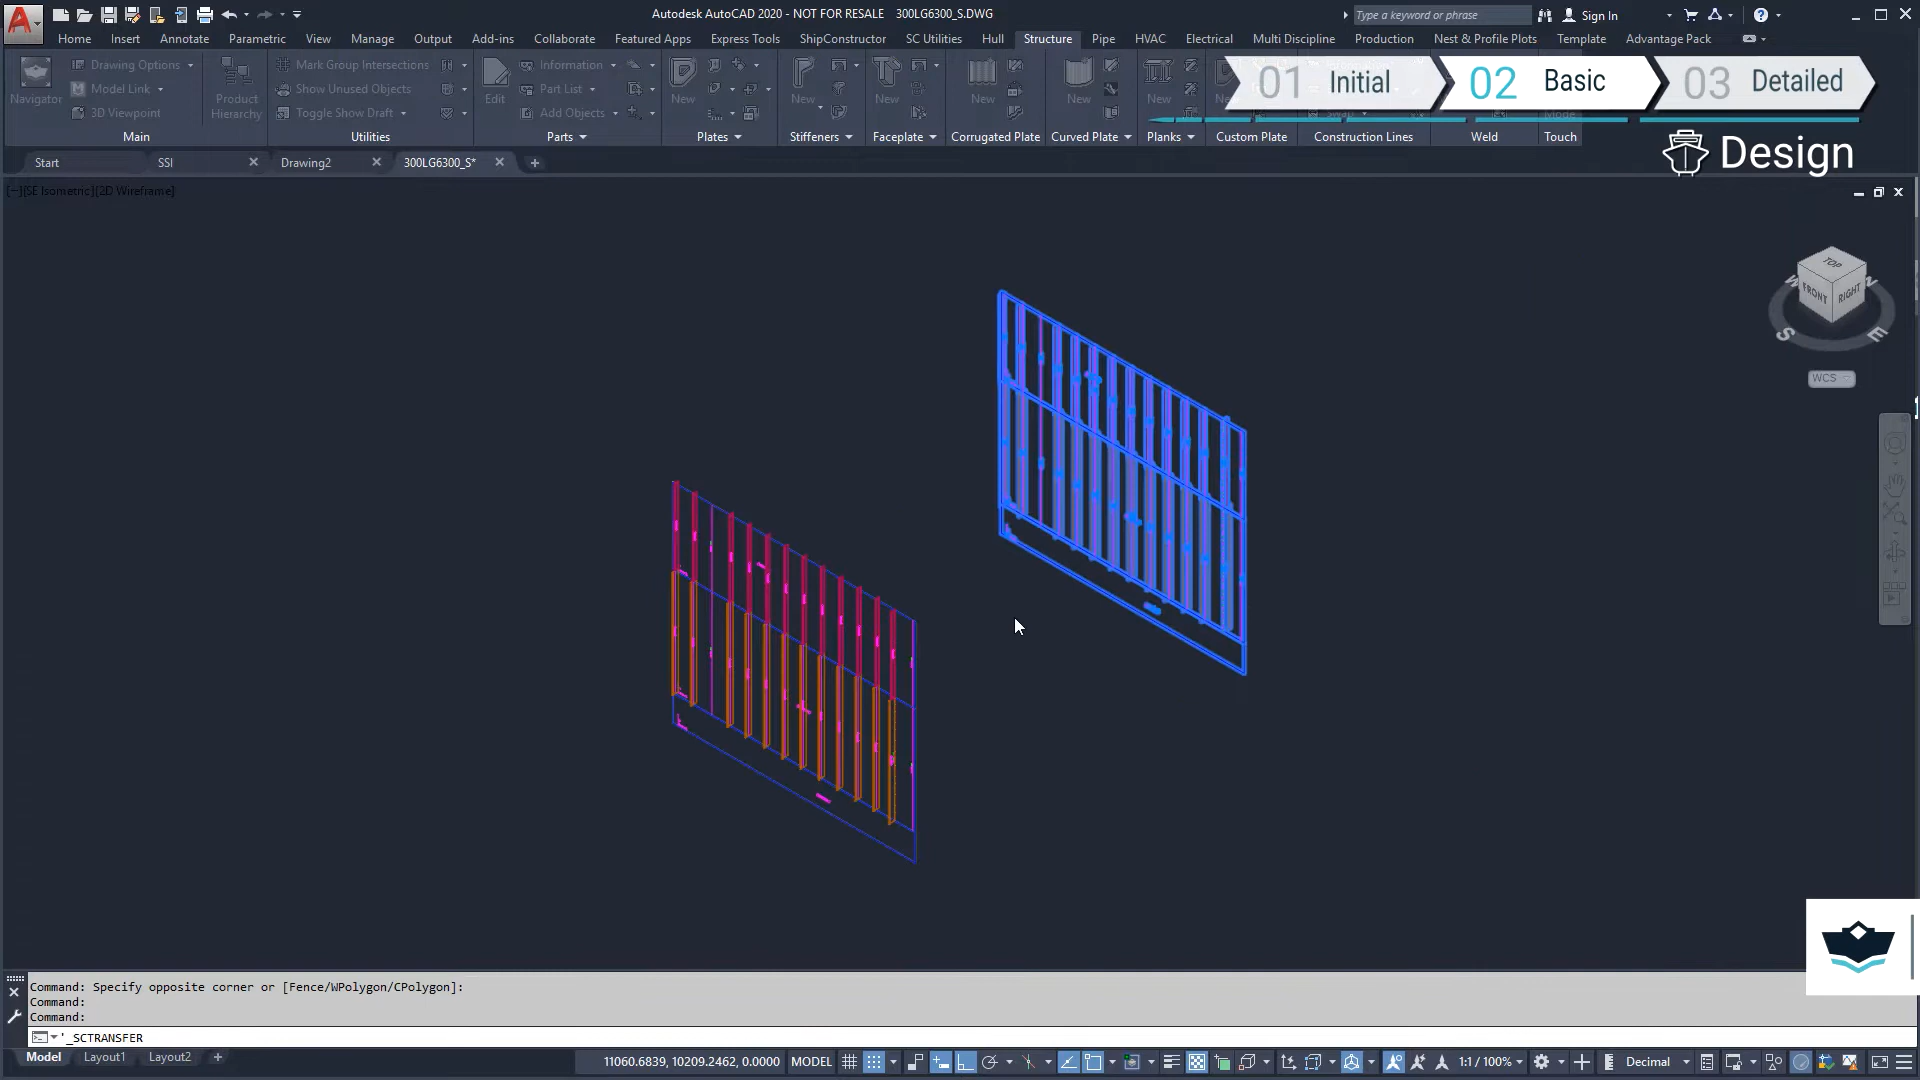 Autodesk AutoCAD 2020 - NOT FOR RESALE 300LG6300_S.DWG
Type a keyword or phrase
Sign In
Home Insert Annotate Parametric View Manage Output Add-ins Collaborate Featured Apps Express Tools ShipConstructor SC Utilities Hull Structure Pipe HVAC Electrical Multi Discipline Production Nest & Profile Plots Template Advantage Pack
Navigator
Drawing Options
Model Link
3D Viewpoint
Product Hierarchy
Mark Group Intersections
Show Unused Objects
Toggle Show Draft
Edit
Information
Part List
Add Objects
New
New
New
New
New
New
01 Initial
02 Basic
03 Detailed
Main Utilities Parts Plates Stiffeners Faceplate Corrugated Plate Curved Plate Planks Custom Plate Construction Lines Weld Touch
Design
Start SSI Drawing2 300LG6300_S*
[−][SE Isometric][2D Wireframe]
TOP
FRONT
RIGHT
S
E
WCS
Command: Specify opposite corner or [Fence/WPolygon/CPolygon]:
Command:
Command:
'_SCTRANSFER
Model Layout1 Layout2
11060.6839, 10209.2462, 0.0000 MODEL
1:1 / 100%
Decimal